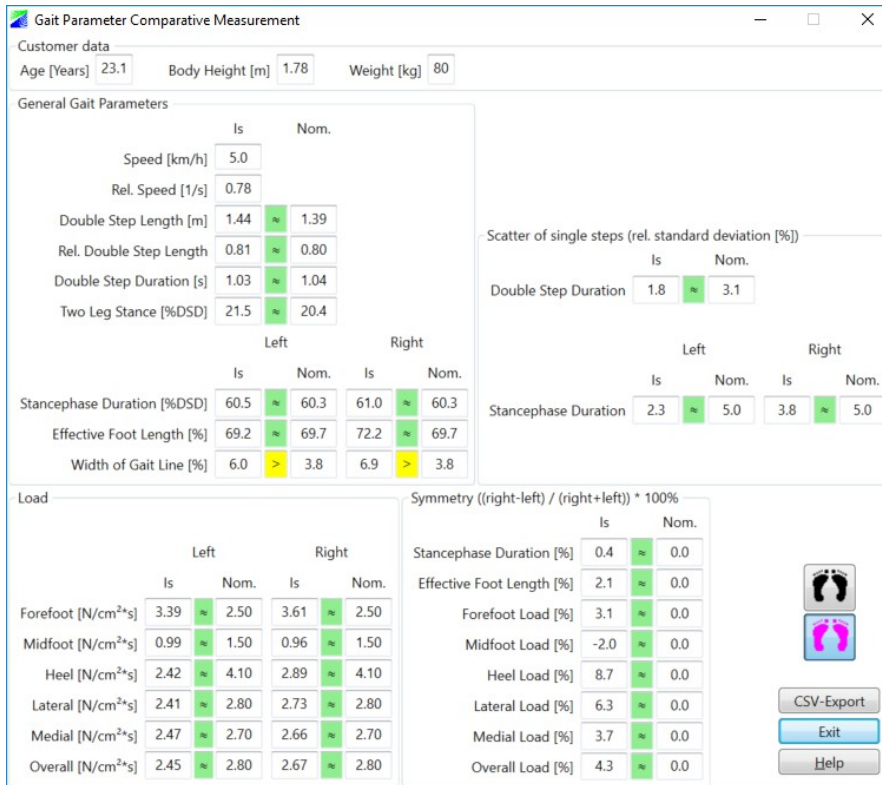 Gait Parameter Comparative Measurement
Customer data
Age [Years] 23.1 Body Height [m] 1.78 Weight [kg] 80
General Gait Parameters
Is Nom.
Speed [km/h] 5.0
Rel. Speed [1/s] 0.78
Double Step Length [m] 1.44 ≈ 1.39
Rel. Double Step Length 0.81 ≈ 0.80
Double Step Duration [s] 1.03 ≈ 1.04
Two Leg Stance [%DSD] 21.5 ≈ 20.4
Left Right
Is Nom. Is Nom.
Stancephase Duration [%DSD] 60.5 ≈ 60.3 61.0 ≈ 60.3
Effective Foot Length [%] 69.2 ≈ 69.7 72.2 ≈ 69.7
Width of Gait Line [%] 6.0 > 3.8 6.9 > 3.8
Scatter of single steps (rel. standard deviation [%])
Is Nom.
Double Step Duration 1.8 ≈ 3.1
Left Right
Is Nom. Is Nom.
Stancephase Duration 2.3 ≈ 5.0 3.8 ≈ 5.0
Load
Left Right
Is Nom. Is Nom.
Forefoot [N/cm²*s] 3.39 ≈ 2.50 3.61 ≈ 2.50
Midfoot [N/cm²*s] 0.99 ≈ 1.50 0.96 ≈ 1.50
Heel [N/cm²*s] 2.42 ≈ 4.10 2.89 ≈ 4.10
Lateral [N/cm²*s] 2.41 ≈ 2.80 2.73 ≈ 2.80
Medial [N/cm²*s] 2.47 ≈ 2.70 2.66 ≈ 2.70
Overall [N/cm²*s] 2.45 ≈ 2.80 2.67 ≈ 2.80
Symmetry ((right-left) / (right+left)) * 100%
Is Nom.
Stancephase Duration [%] 0.4 ≈ 0.0
Effective Foot Length [%] 2.1 ≈ 0.0
Forefoot Load [%] 3.1 ≈ 0.0
Midfoot Load [%] -2.0 ≈ 0.0
Heel Load [%] 8.7 ≈ 0.0
Lateral Load [%] 6.3 ≈ 0.0
Medial Load [%] 3.7 ≈ 0.0
Overall Load [%] 4.3 ≈ 0.0
CSV-Export
Exit
Help